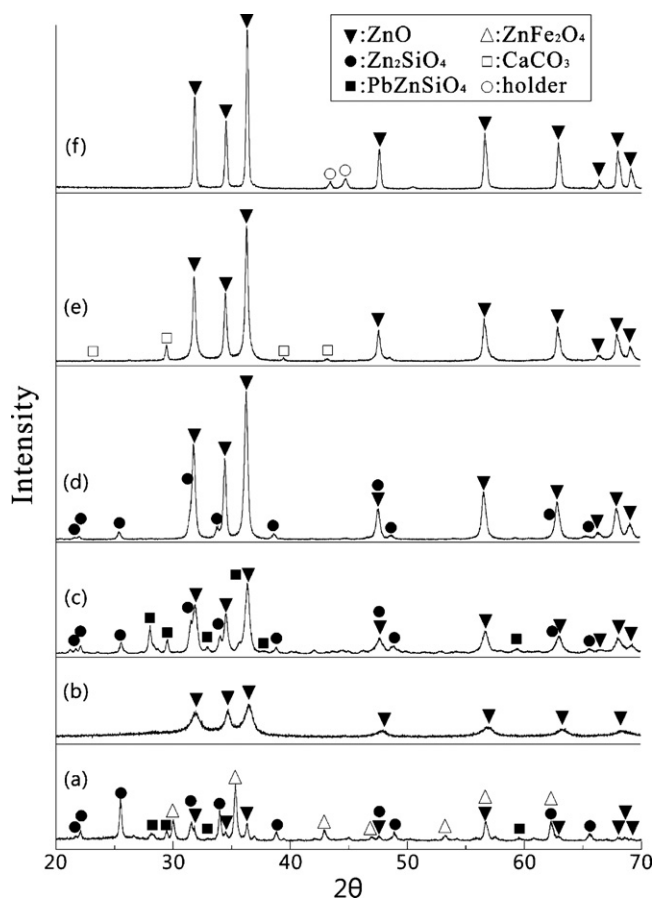 ▼:ZnO △:ZnFe₂O₄
●:Zn₂SiO₄ □:CaCO₃
■:PbZnSiO₄ ○:holder
(f)
(e)
(d)
(c)
(b)
(a)
Intensity
20 30 40 50 60 70
2θ